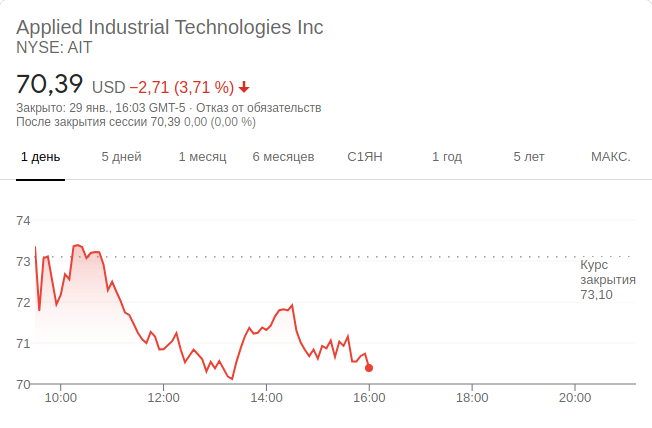 Applied Industrial Technologies Inc
NYSE: AIT
70,39 USD −2,71 (3,71 %)
Закрыто: 29 янв., 16:03 GMT-5 · Отказ от обязательств
После закрытия сессии 70,39 0,00 (0,00 %)
1 день 5 дней 1 месяц 6 месяцев С1ЯН 1 год 5 лет МАКС.
74
73
Курс
закрытия
73,10
72
71
70
10:00 12:00 14:00 16:00 18:00 20:00